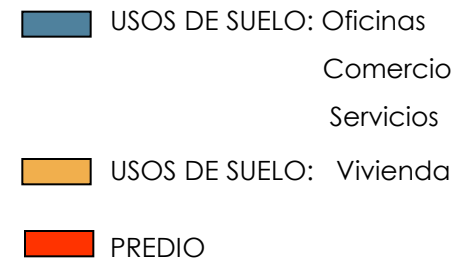 USOS DE SUELO: Oficinas
Comercio
Servicios
USOS DE SUELO: Vivienda
PREDIO